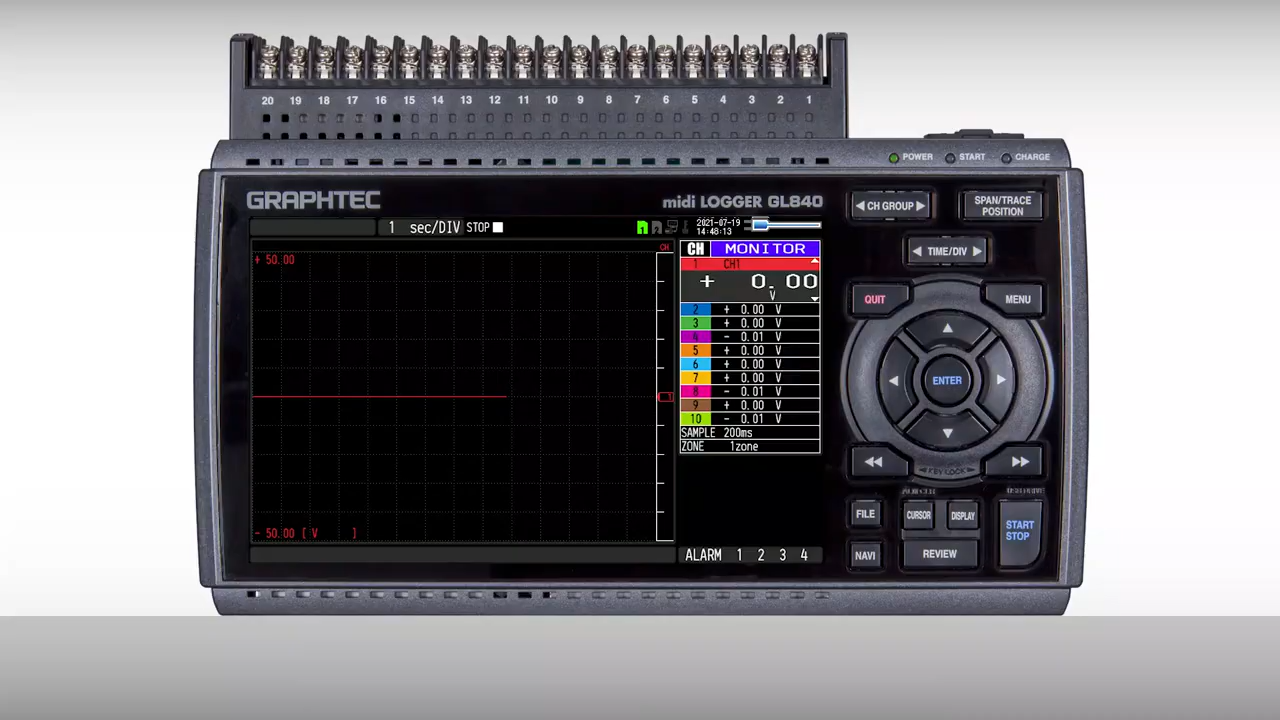 20 19 18 17 16 15 14 13 12 11 10 9 8 7 6 5 4 3 2 1
POWER START CHARGE
GRAPHTEC
midi LOGGER GL840
CH GROUP
SPAN/TRACE
POSITION
1 sec/DIV STOP
2021-07-19
14:48:13
TIME/DIV
CH
CH MONITOR
+ 50.00
1 CH1
+ 0.00
V
2 + 0.00 V
3 + 0.00 V
4 - 0.01 V
5 + 0.00 V
6 + 0.00 V
7 + 0.00 V
8 - 0.01 V
9 + 0.00 V
10 - 0.01 V
SAMPLE 200ms
ZONE 1zone
- 50.00 [ V ]
ALARM 1 2 3 4
QUIT
MENU
ENTER
KEY LOCK
FILE
CURSOR
DISPLAY
START
STOP
NAVI
REVIEW